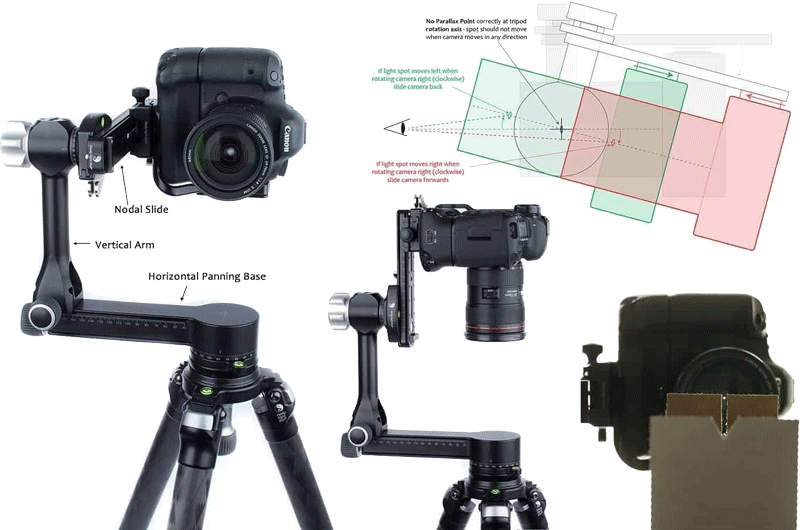 No-Parallax Point correctly at tripod
rotation axis - spot should not move
when camera moves in any direction
If light spot moves left when
rotating camera right (clockwise)
slide camera back
If light spot moves right when
rotating camera right (clockwise)
slide camera forwards
Canon
Nodal Slide
Vertical Arm
Horizontal Panning Base